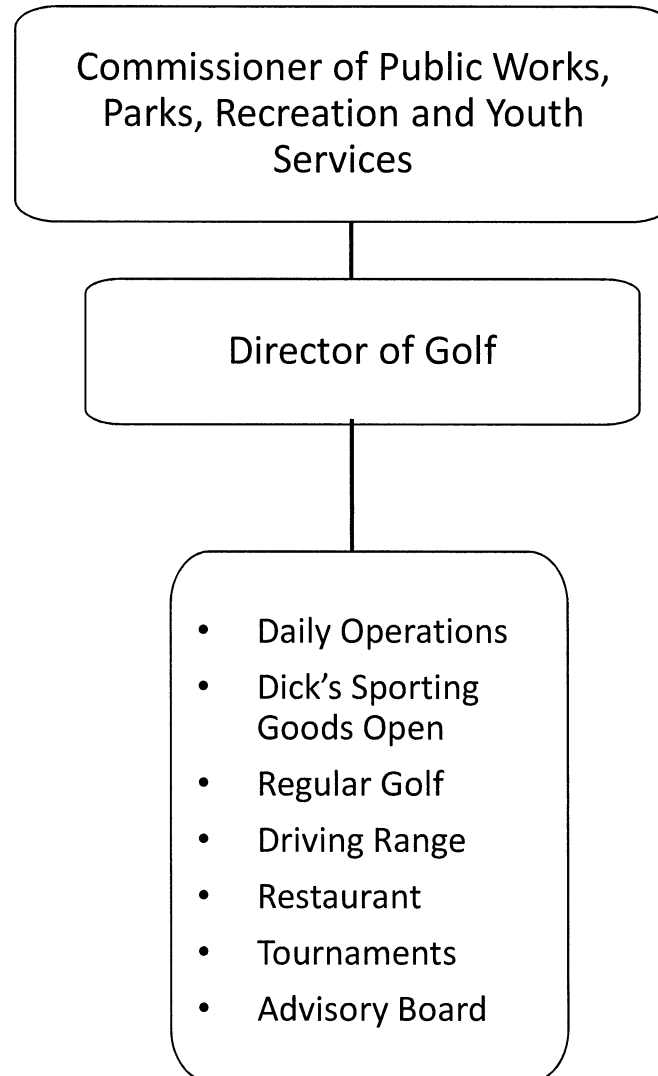 Commissioner of Public Works,
Parks, Recreation and Youth
Services
Director of Golf
• Daily Operations
• Dick’s Sporting
Goods Open
• Regular Golf
• Driving Range
• Restaurant
• Tournaments
• Advisory Board